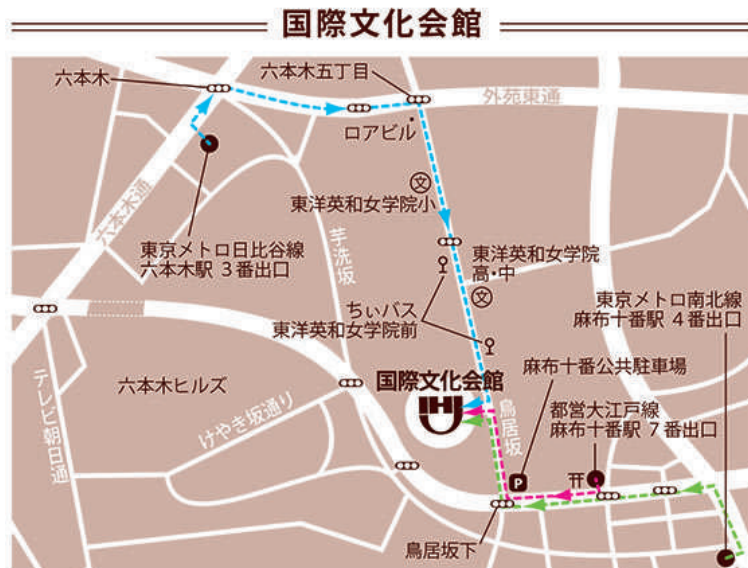 国際文化会館
六本木
六本木五丁目
外苑東通
ロアビル
文
東洋英和女学院小
六本木通
東京メトロ日比谷線
六本木駅 3番出口
芋洗坂
東洋英和女学院
高・中
文
ちぃバス
東洋英和女学院前
東京メトロ南北線
麻布十番駅 4番出口
六本木ヒルズ
テレビ朝日通
けやき坂通り
国際文化会館
IHJ
鳥居坂
麻布十番公共駐車場
都営大江戸線
麻布十番駅 7番出口
P
鳥居坂下